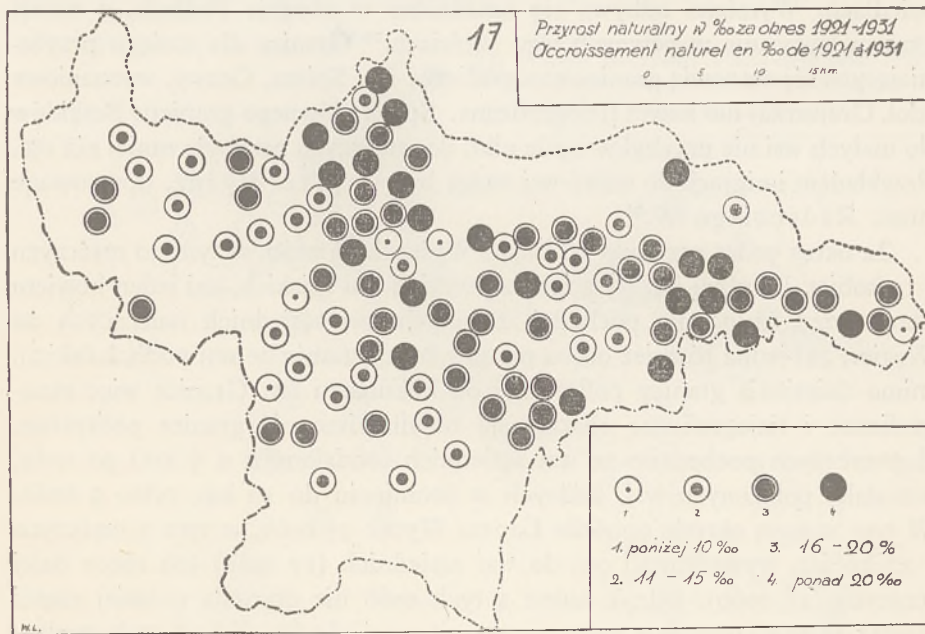 17
Przyrost naturalny w ‰ za obres 1921-1931
Accroissement naturel en ‰ de 1921 à 1931
0 5 10 15 km
1 2 3 4
1. poniżej 10 ‰ 3. 16 - 20 %
2. 11 - 15 ‰ 4. ponad 20 ‰
W.L.